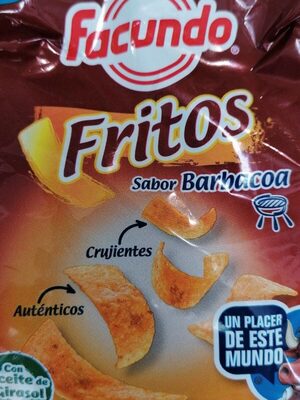 Facundo®
Fritos
Sabor Barbacoa
Crujientes
Auténticos
UN PLACER
DE ESTE
MUNDO
Con
aceite de
Girasol